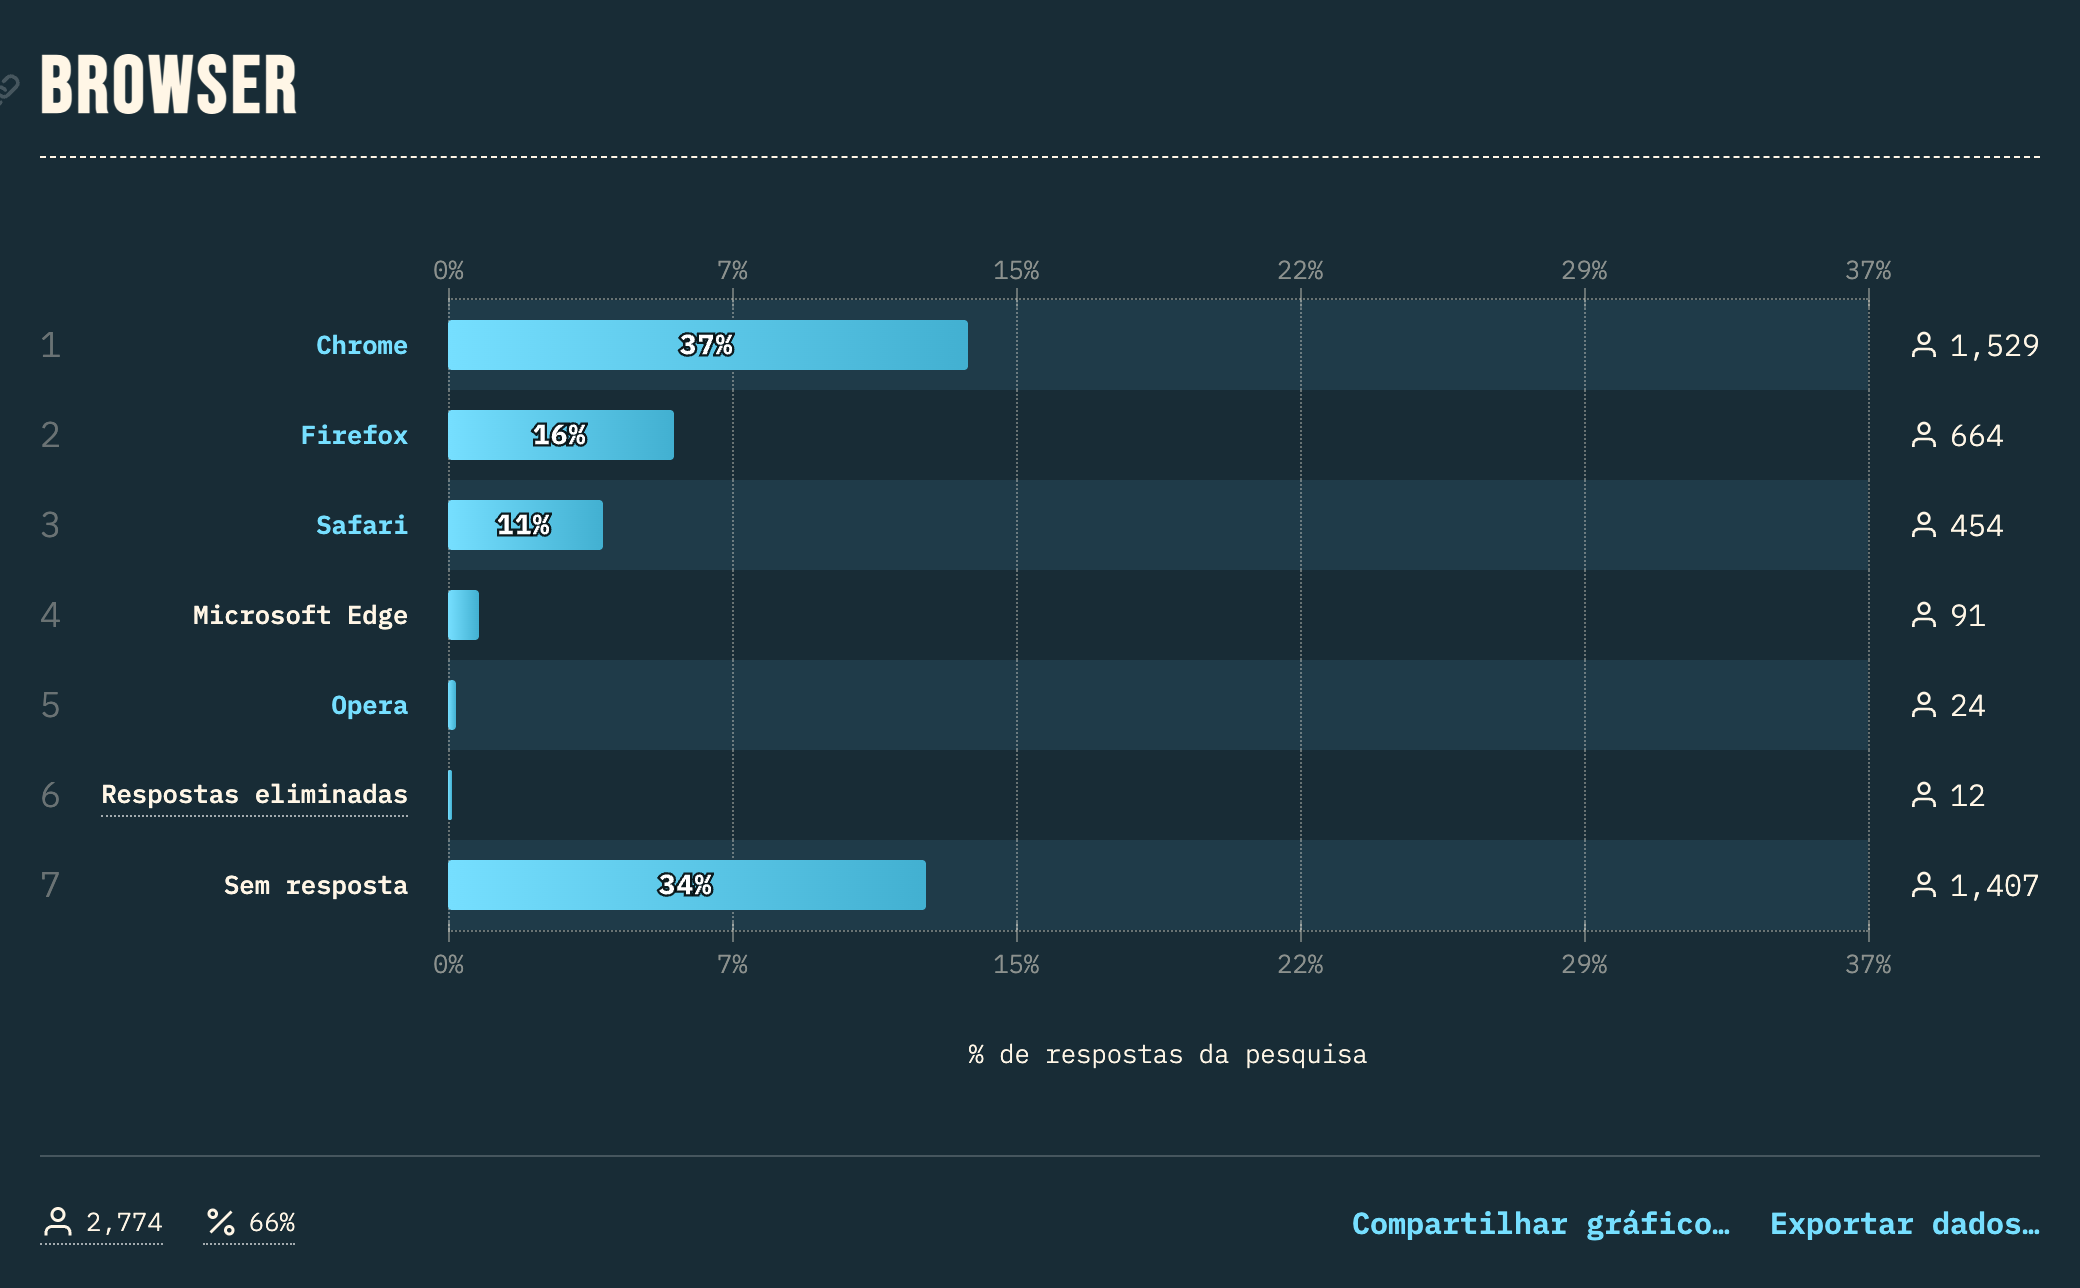 BROWSER
0% 7% 15% 22% 29% 37%
1 Chrome 37% 1,529
2 Firefox 16% 664
3 Safari 11% 454
4 Microsoft Edge 91
5 Opera 24
6 Respostas eliminadas 12
7 Sem resposta 34% 1,407
0% 7% 15% 22% 29% 37%
% de respostas da pesquisa
2,774 % 66% Compartilhar gráfico… Exportar dados…